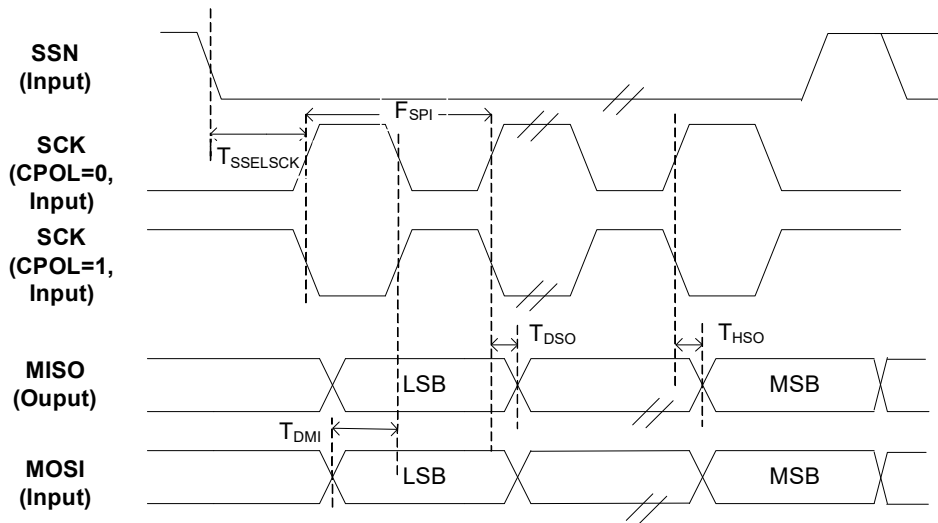 SSN
(Input)
F_SPI
SCK
(CPOL=0,
Input)
T_SSELSCK
SCK
(CPOL=1,
Input)
T_DSO
T_HSO
MISO
(Ouput)
LSB
MSB
T_DMI
MOSI
(Input)
LSB
MSB